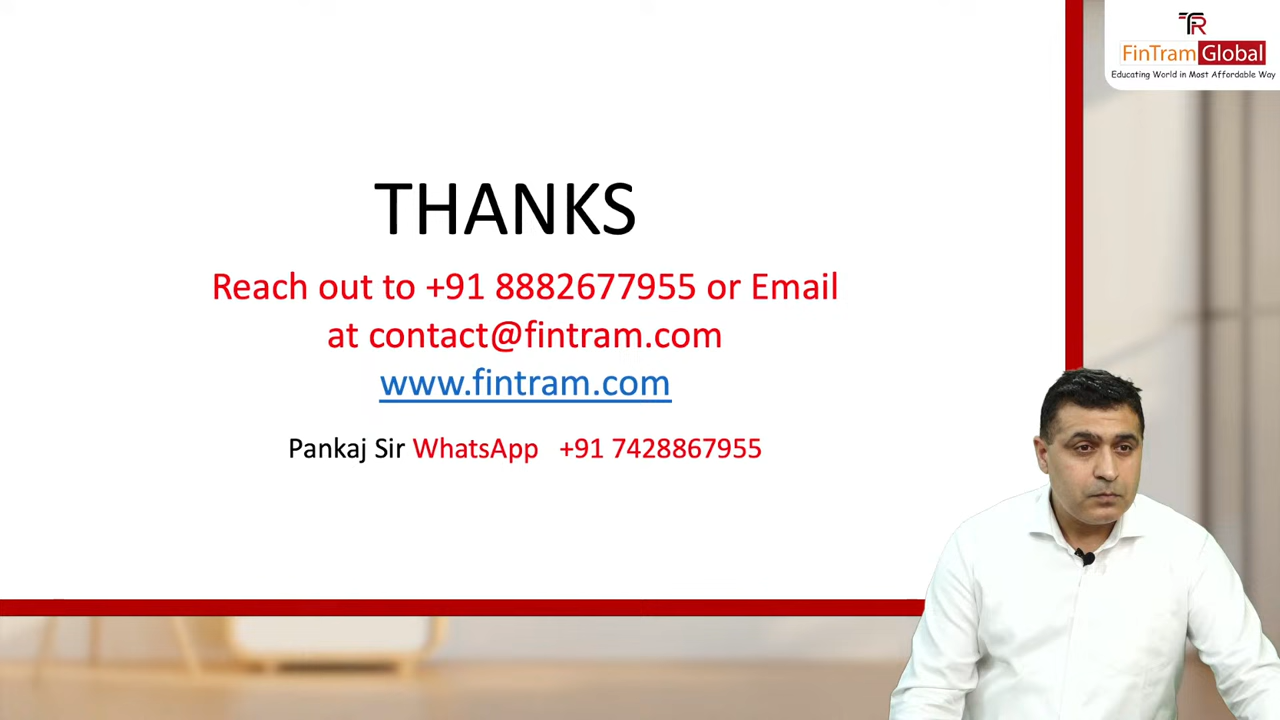 TR
FinTram Global
Educating World in Most Affordable Way
THANKS
Reach out to +91 8882677955 or Email
at contact@fintram.com
www.fintram.com
Pankaj Sir WhatsApp +91 7428867955